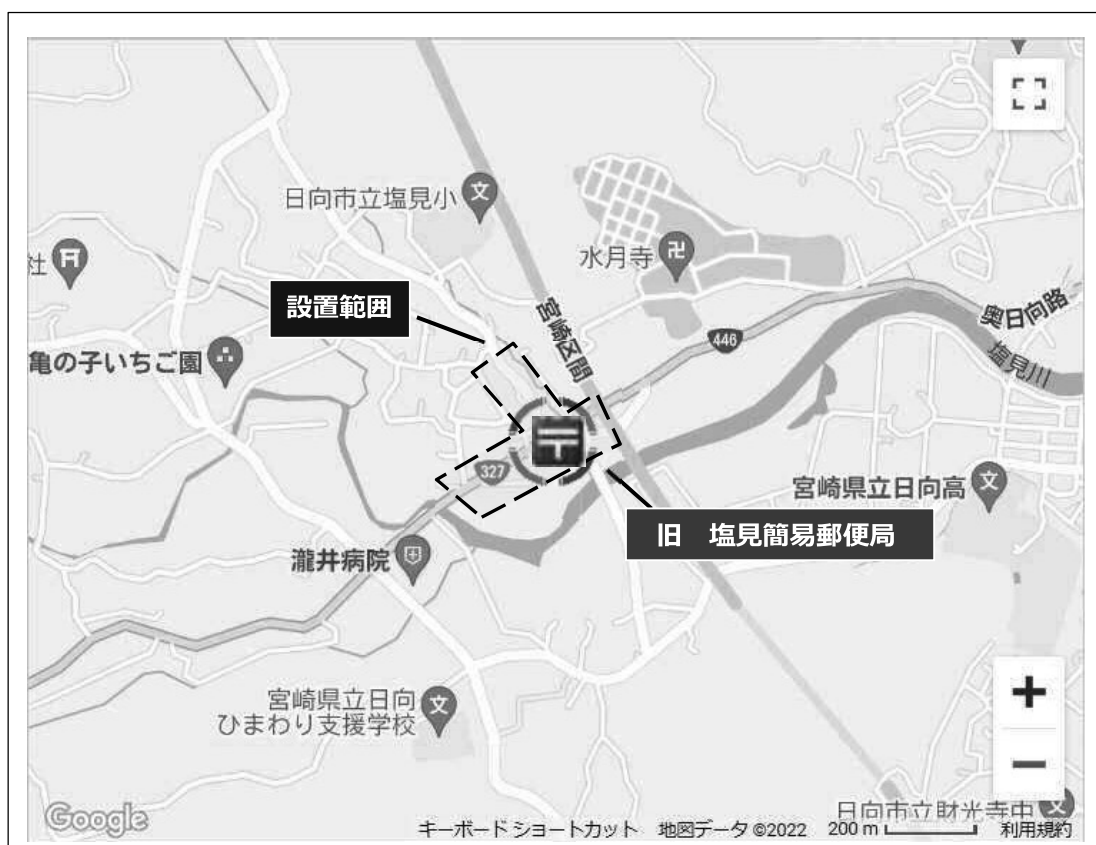 日向市立塩見小
文
水月寺
卍
社
設置範囲
宮崎区間
446
奥日向路
塩見川
亀の子いちご園
〒
327
宮崎県立日向高
文
旧　塩見簡易郵便局
瀧井病院
宮崎県立日向
ひまわり支援学校
文
+
−
日向市立財光寺中
文
Google
キーボード ショートカット　地図データ ©2022　200 m　利用規約